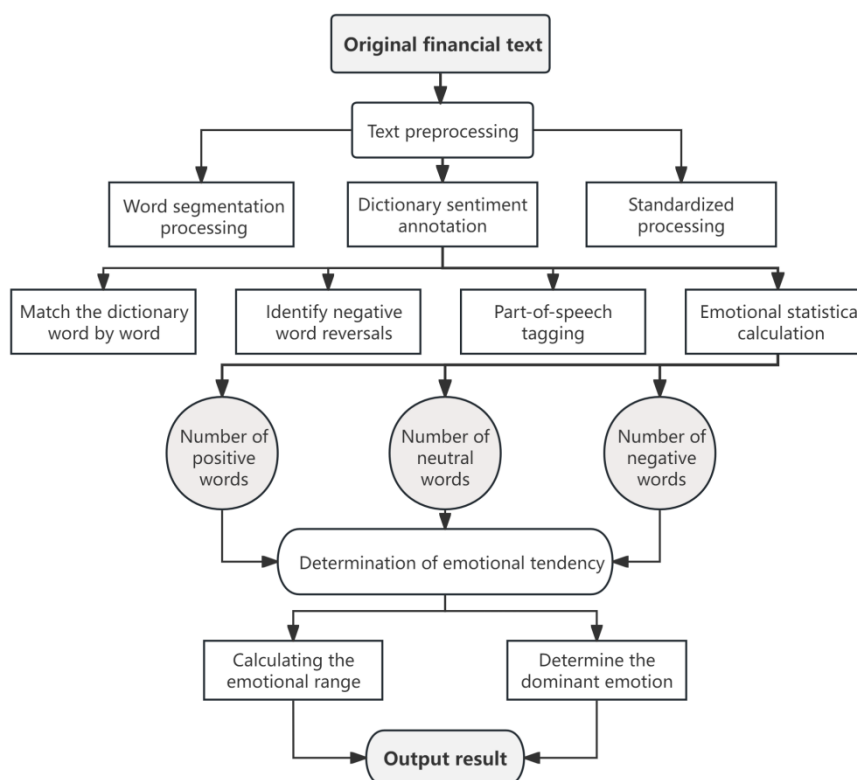 Original financial text
Text preprocessing
Word segmentation
processing
Dictionary sentiment
annotation
Standardized
processing
Match the dictionary
word by word
Identify negative
word reversals
Part-of-speech
tagging
Emotional statistical
calculation
Number of
positive
words
Number of
neutral
words
Number of
negative
words
Determination of emotional tendency
Calculating the
emotional range
Determine the
dominant emotion
Output result